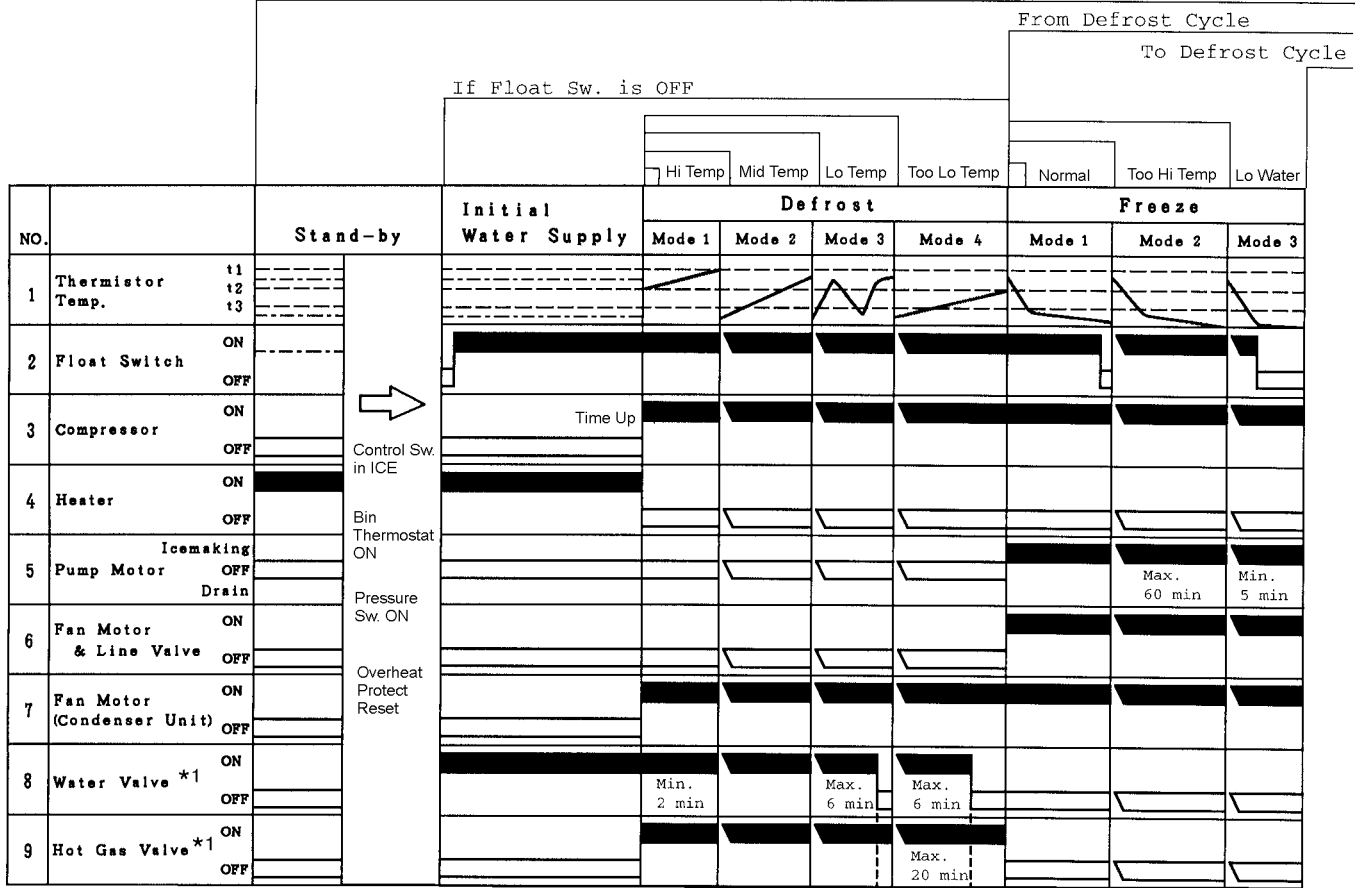 From Defrost Cycle
To Defrost Cycle
If Float Sw. is OFF
Hi Temp Mid Temp Lo Temp Too Lo Temp Normal Too Hi Temp Lo Water
NO. Stand-by Initial Water Supply Defrost Freeze
Mode 1 Mode 2 Mode 3 Mode 4 Mode 1 Mode 2 Mode 3
1 Thermistor Temp. t1 t2 t3
2 Float Switch ON OFF
3 Compressor ON OFF
Time Up
4 Heater ON OFF
5 Pump Motor Icemaking OFF Drain
Max. 60 min
Min. 5 min
6 Fan Motor & Line Valve ON OFF
7 Fan Motor (Condenser Unit) ON OFF
8 Water Valve *1 ON OFF
Min. 2 min
Max. 6 min
Max. 6 min
9 Hot Gas Valve *1 ON OFF
Max. 20 min
Control Sw. in ICE
Bin Thermostat ON
Pressure Sw. ON
Overheat Protect Reset